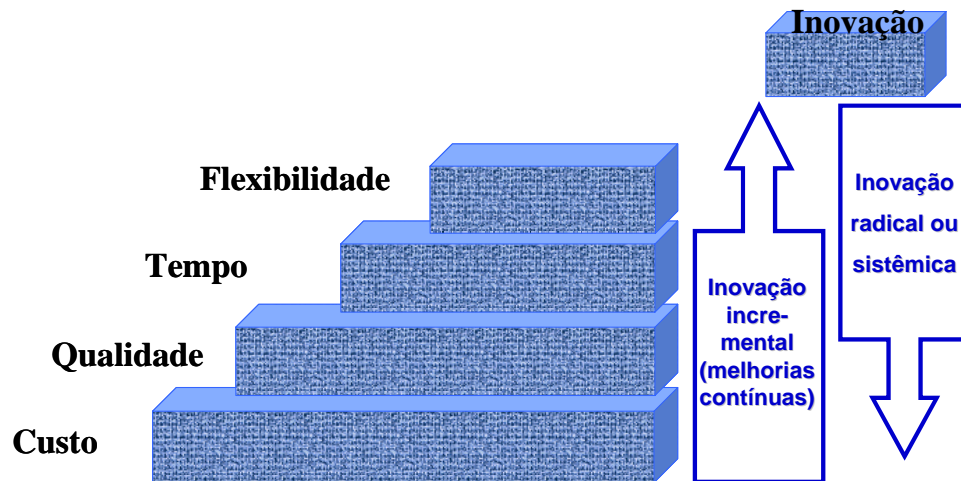 Inovação
Flexibilidade
Tempo
Qualidade
Custo
Inovação
incre-
mental
(melhorias
contínuas)
Inovação
radical ou
sistêmica